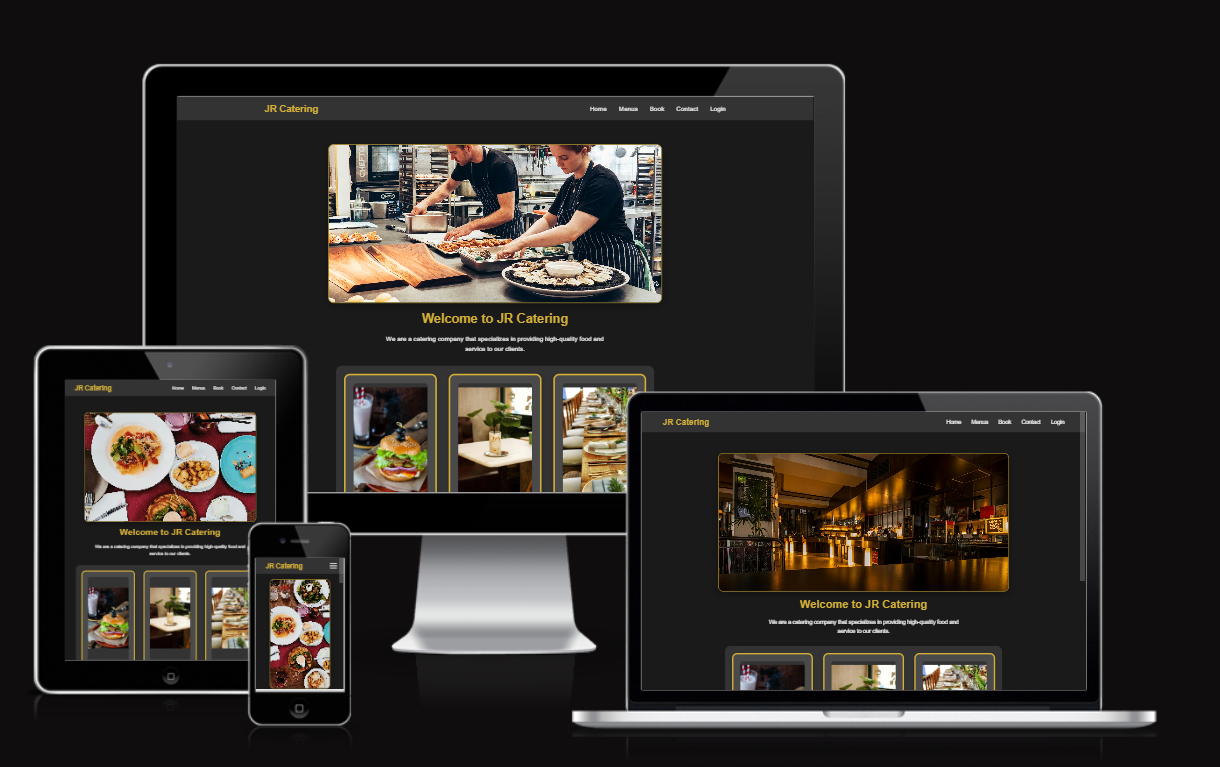 JR Catering
Home Menus Book Contact Login
Welcome to JR Catering
We are a catering company that specializes in providing high-quality food and
service to our clients.
JR Catering
Home Menus Book Contact Login
Welcome to JR Catering
We are a catering company that specializes in providing high-quality food and
service to our clients.
JR Catering
JR Catering
Home Menus Book Contact Login
Welcome to JR Catering
We are a catering company that specializes in providing high-quality food and
service to our clients.